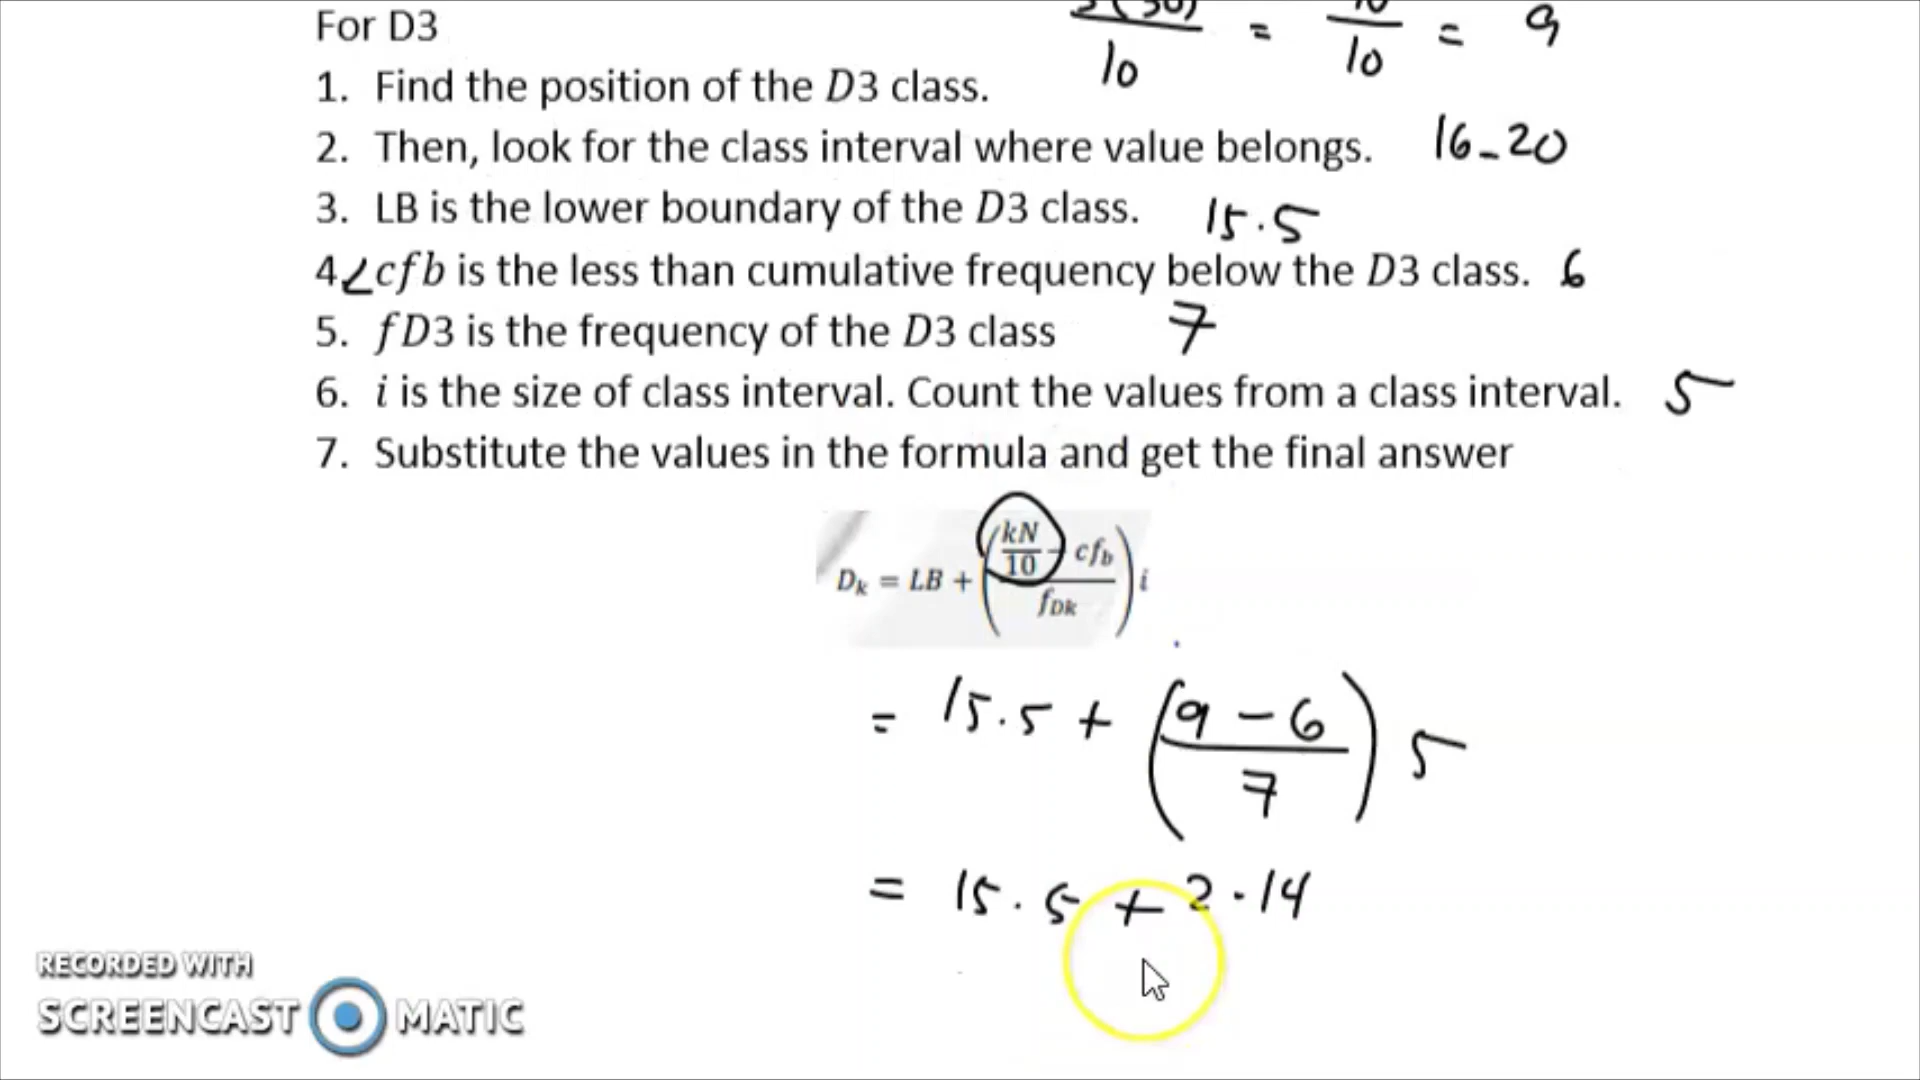 For D3
10 = 10 = 9
1. Find the position of the D3 class.
2. Then, look for the class interval where value belongs. 16-20
3. LB is the lower boundary of the D3 class. 15.5
4<cfb is the less than cumulative frequency below the D3 class. 6
5. fD3 is the frequency of the D3 class 7
6. i is the size of class interval. Count the values from a class interval. 5
7. Substitute the values in the formula and get the final answer
Dk = LB + (kN/10 - cfb / fDk) i
= 15.5 + (9 - 6 / 7) 5
= 15.5 + 2.14
RECORDED WITH
SCREENCAST MATIC